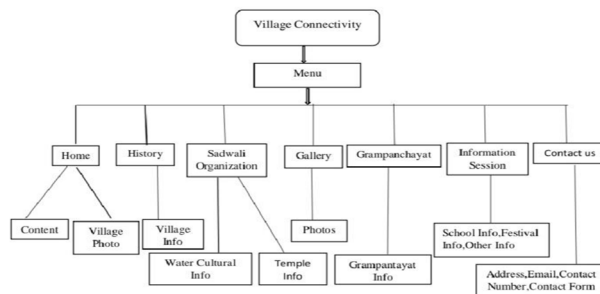 Village Connectivity
Menu
Home
History
Sadwali
Organization
Gallery
Grampanchayat
Information
Session
Contact us
Content
Village
Photo
Village
Info
Water Cultural
Info
Temple
Info
Photos
Grampantayat
Info
School Info,Festival
Info,Other Info
Address,Email,Contact
Number,Contact Form